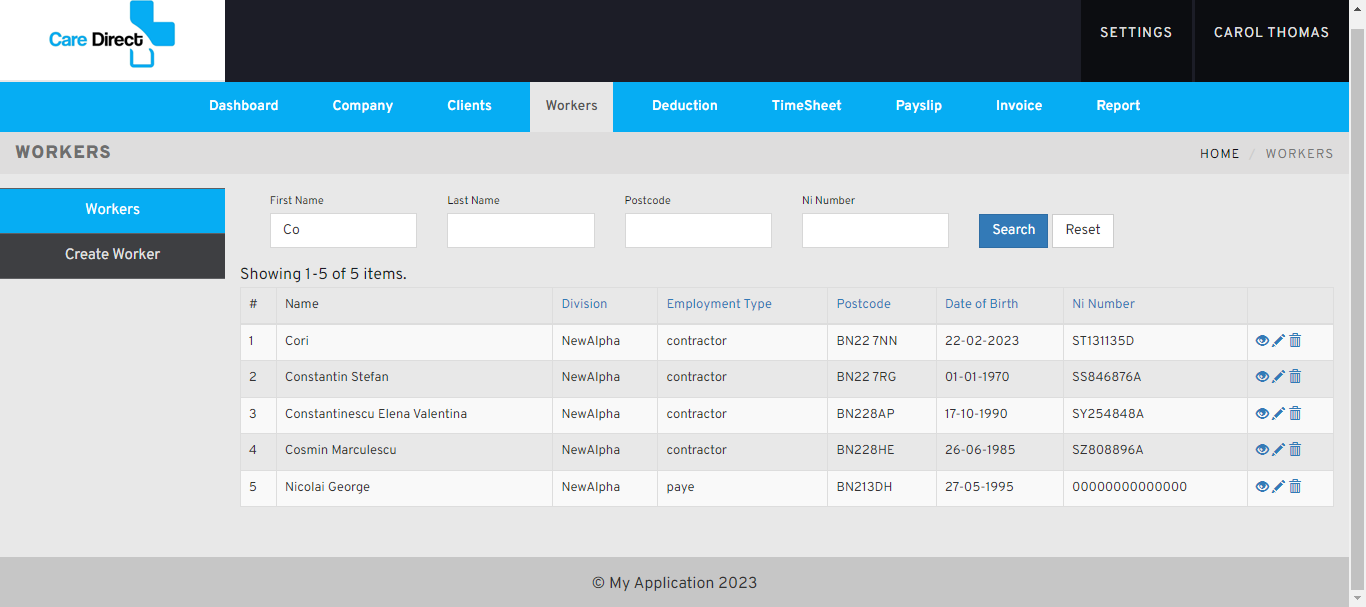 Care Direct
SETTINGS CAROL THOMAS
Dashboard Company Clients Workers Deduction TimeSheet Payslip Invoice Report
WORKERS
HOME / WORKERS
Workers
Create Worker
First Name Last Name Postcode Ni Number
Co Search Reset
Showing 1-5 of 5 items.
# Name Division Employment Type Postcode Date of Birth Ni Number
1 Cori NewAlpha contractor BN22 7NN 22-02-2023 ST131135D
2 Constantin Stefan NewAlpha contractor BN22 7RG 01-01-1970 SS846876A
3 Constantinescu Elena Valentina NewAlpha contractor BN228AP 17-10-1990 SY254848A
4 Cosmin Marculescu NewAlpha contractor BN228HE 26-06-1985 SZ808896A
5 Nicolai George NewAlpha paye BN213DH 27-05-1995 00000000000000
© My Application 2023